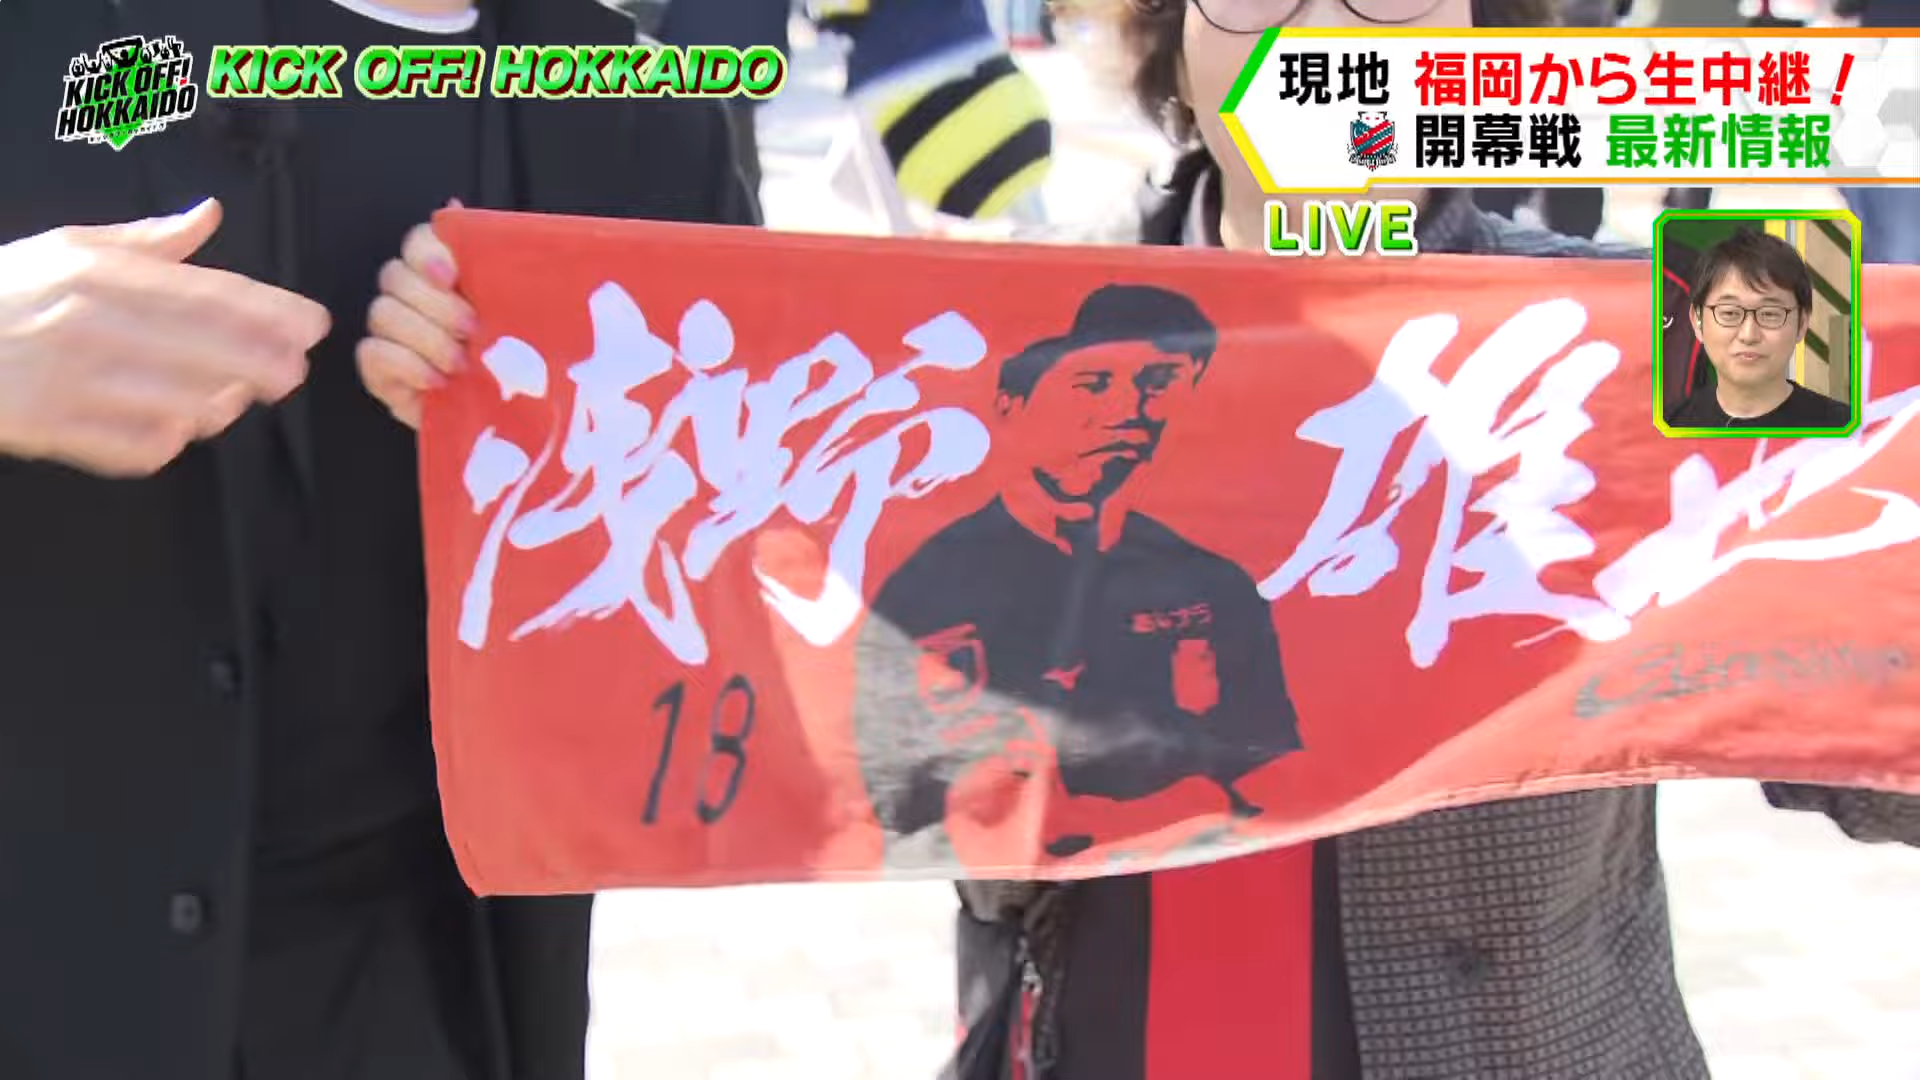 KICK OFF!
HOKKAIDO
KICK OFF! HOKKAIDO
現地 福岡から生中継！
開幕戦 最新情報
LIVE
浅野 雄也
18